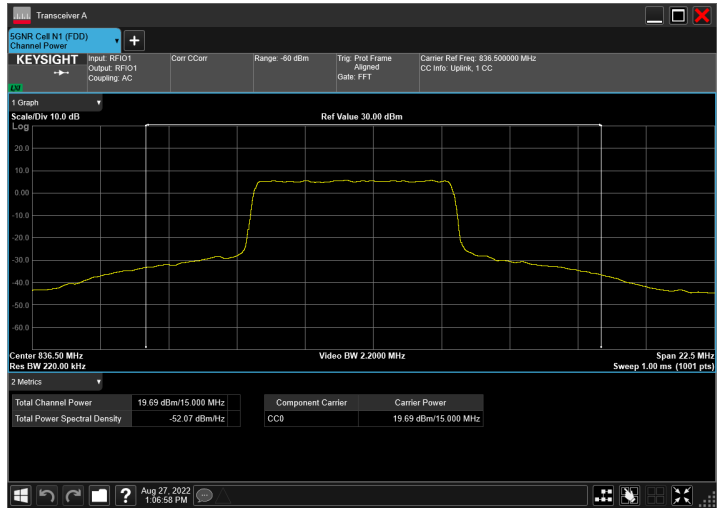 Transceiver A
5GNR Cell N1 (FDD)
Channel Power
KEYSIGHT
Input: RFIO1
Output: RFIO1
Coupling: AC
Corr CCorr
Range: -60 dBm
Trig: Prot Frame
Aligned
Gate: FFT
Carrier Ref Freq: 836.500000 MHz
CC Info: Uplink, 1 CC
LXI
1 Graph
Scale/Div 10.0 dB
Ref Value 30.00 dBm
Log
20.0
10.0
0.00
-10.0
-20.0
-30.0
-40.0
-50.0
-60.0
Center 836.50 MHz
Video BW 2.2000 MHz
Span 22.5 MHz
Res BW 220.00 kHz
Sweep 1.00 ms (1001 pts)
2 Metrics
Total Channel Power 19.69 dBm/15.000 MHz
Total Power Spectral Density -52.07 dBm/Hz
Component Carrier Carrier Power
CC0 19.69 dBm/15.000 MHz
?
Aug 27, 2022
1:06:58 PM